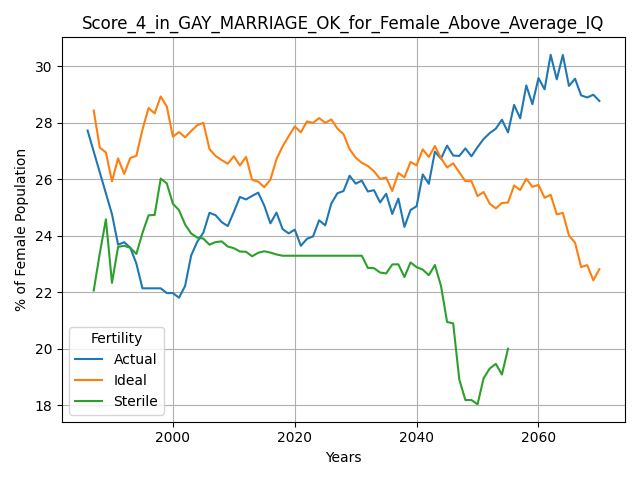 Score_4_in_GAY_MARRIAGE_OK_for_Female_Above_Average_IQ
% of Female Population
30
28
26
24
22
20
18
Fertility
Actual
Ideal
Sterile
2000 2020 2040 2060
Years